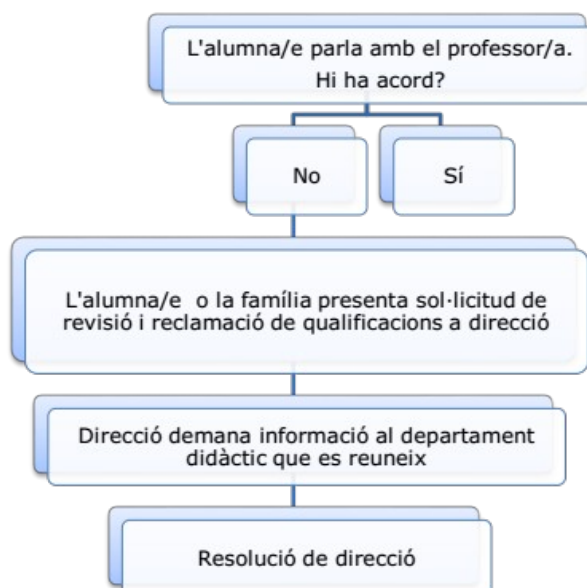 L'alumna/e parla amb el professor/a.
Hi ha acord?
No
Sí
L'alumna/e o la família presenta sol·licitud de
revisió i reclamació de qualificacions a direcció
Direcció demana informació al departament
didàctic que es reuneix
Resolució de direcció